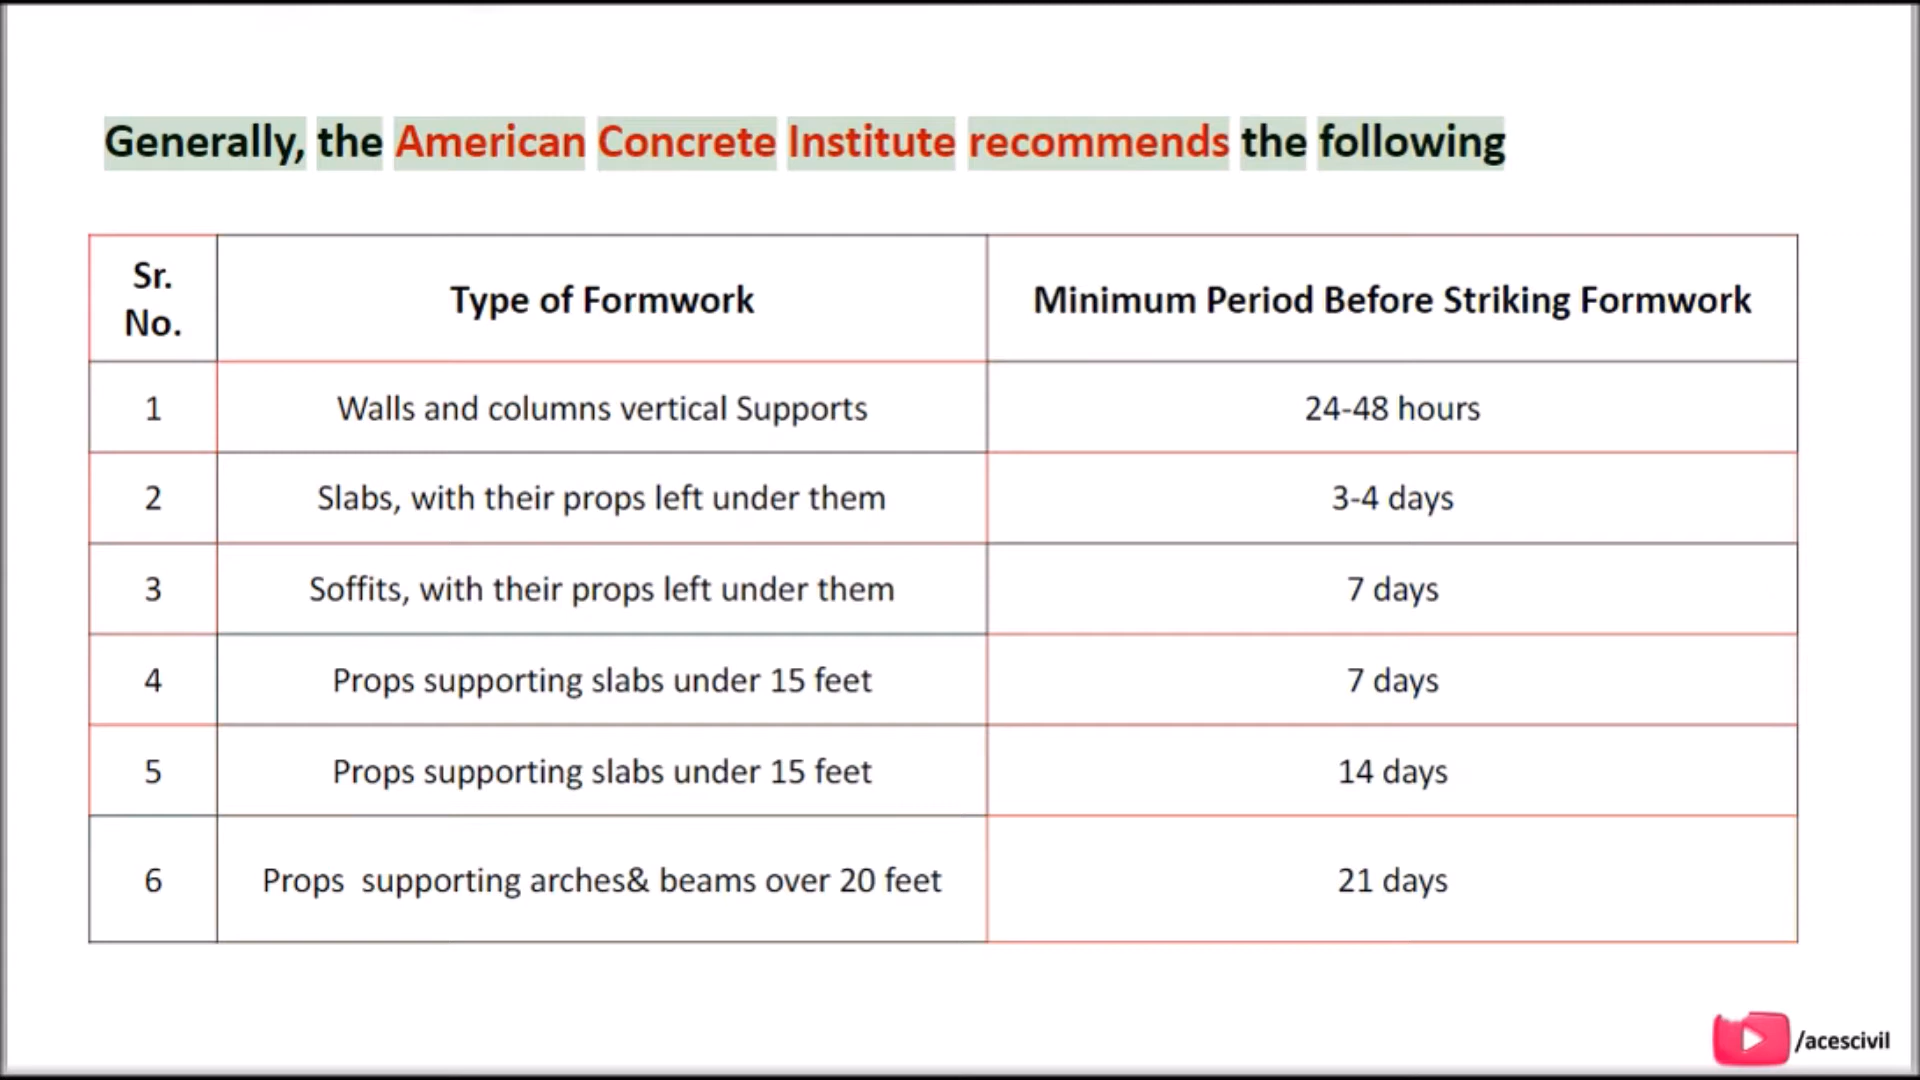 Generally, the American Concrete Institute recommends the following
Sr.
No.
Type of Formwork
Minimum Period Before Striking Formwork
1
Walls and columns vertical Supports
24-48 hours
2
Slabs, with their props left under them
3-4 days
3
Soffits, with their props left under them
7 days
4
Props supporting slabs under 15 feet
7 days
5
Props supporting slabs under 15 feet
14 days
6
Props  supporting arches& beams over 20 feet
21 days
/acescivil